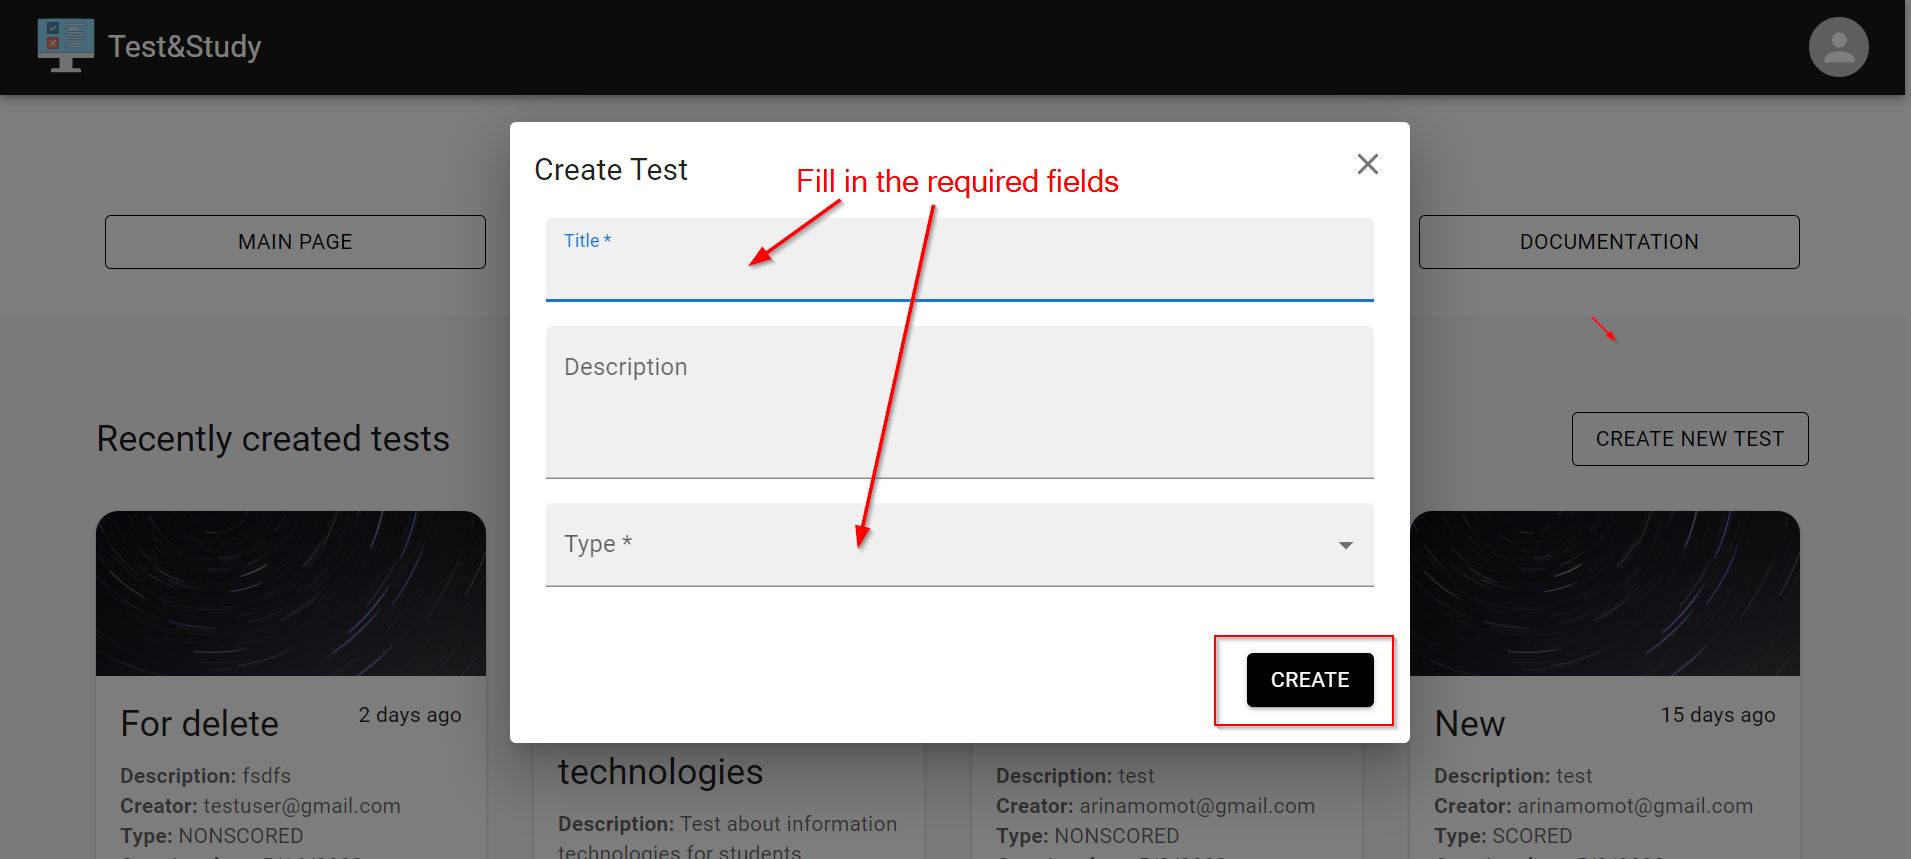 Test&Study
Create Test
Fill in the required fields
Title *
MAIN PAGE
DOCUMENTATION
Description
Recently created tests
CREATE NEW TEST
Type *
CREATE
For delete
2 days ago
Description: fsdfs
Creator: testuser@gmail.com
Type: NONSCORED
technologies
Description: Test about information
technologies for students
Description: test
Creator: arinamomot@gmail.com
Type: NONSCORED
New
15 days ago
Description: test
Creator: arinamomot@gmail.com
Type: SCORED